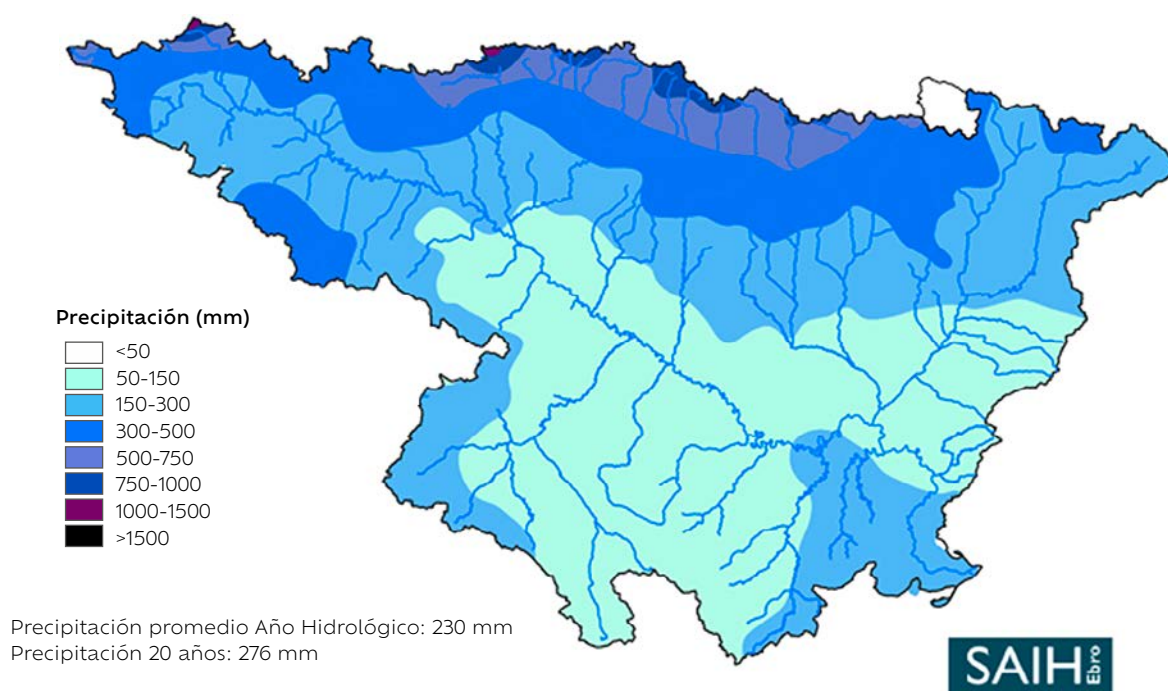 Precipitación (mm)
<50
50-150
150-300
300-500
500-750
750-1000
1000-1500
>1500
Precipitación promedio Año Hidrológico: 230 mm
Precipitación 20 años: 276 mm
SAIH Ebro